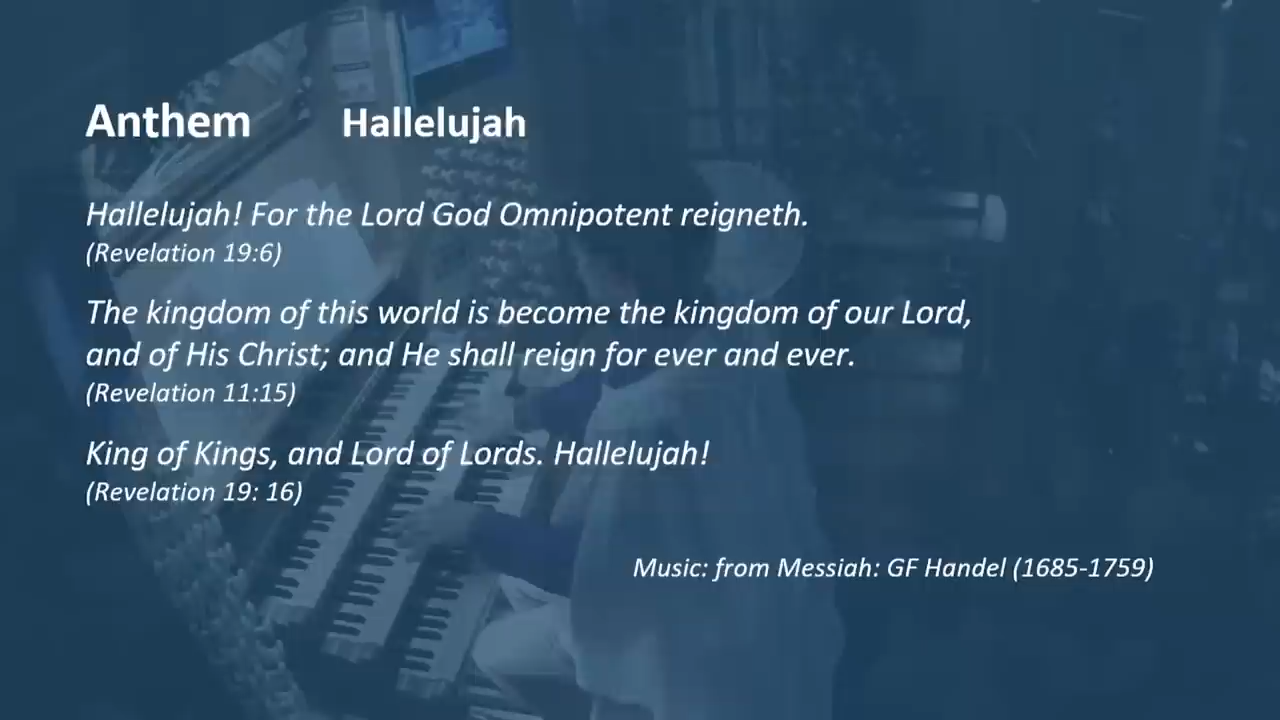 Anthem Hallelujah
Hallelujah! For the Lord God Omnipotent reigneth.
(Revelation 19:6)
The kingdom of this world is become the kingdom of our Lord,
and of His Christ; and He shall reign for ever and ever.
(Revelation 11:15)
King of Kings, and Lord of Lords. Hallelujah!
(Revelation 19: 16)
Music: from Messiah: GF Handel (1685-1759)